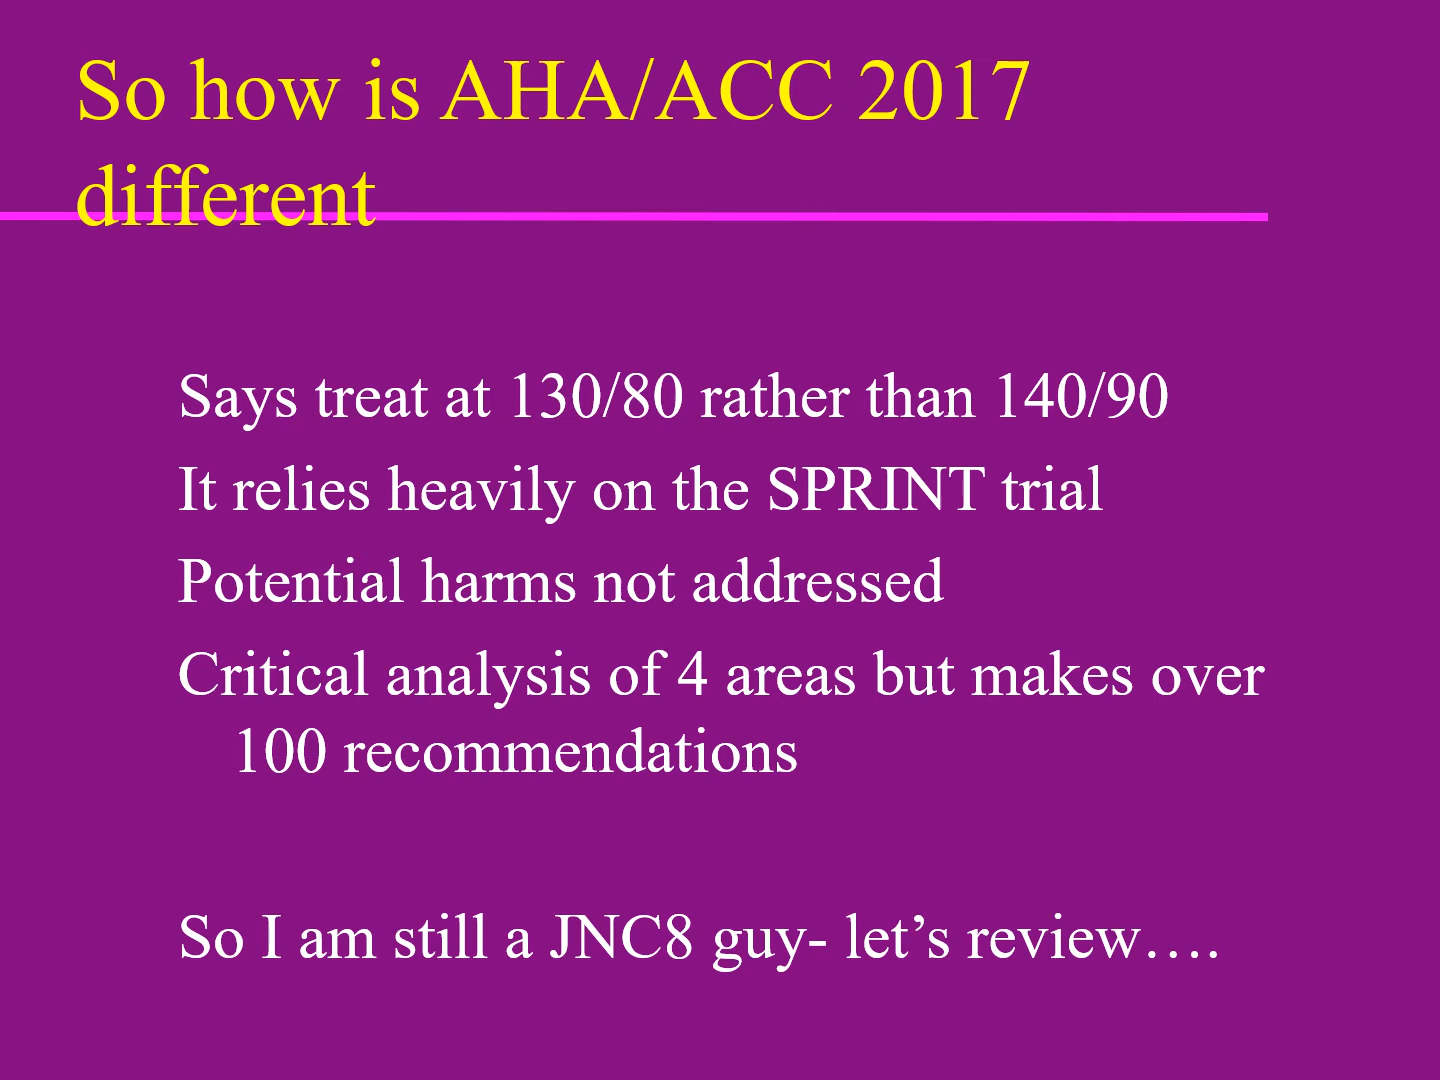 So how is AHA/ACC 2017
different
Says treat at 130/80 rather than 140/90
It relies heavily on the SPRINT trial
Potential harms not addressed
Critical analysis of 4 areas but makes over
100 recommendations
So I am still a JNC8 guy- let’s review….